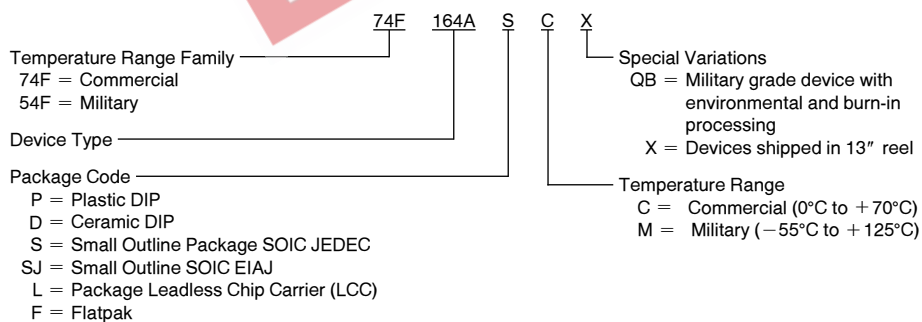 74F 164A S C X
Temperature Range Family
74F = Commercial
54F = Military
Device Type
Package Code
P = Plastic DIP
D = Ceramic DIP
S = Small Outline Package SOIC JEDEC
SJ = Small Outline SOIC EIAJ
L = Package Leadless Chip Carrier (LCC)
F = Flatpak
Special Variations
QB = Military grade device with
environmental and burn-in
processing
X = Devices shipped in 13″ reel
Temperature Range
C = Commercial (0°C to +70°C)
M = Military (−55°C to +125°C)